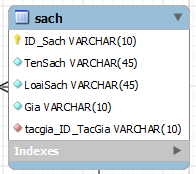 sach
ID_Sach VARCHAR(10)
TenSach VARCHAR(45)
LoaiSach VARCHAR(45)
Gia VARCHAR(10)
tacgia_ID_TacGia VARCHAR(10)
Indexes